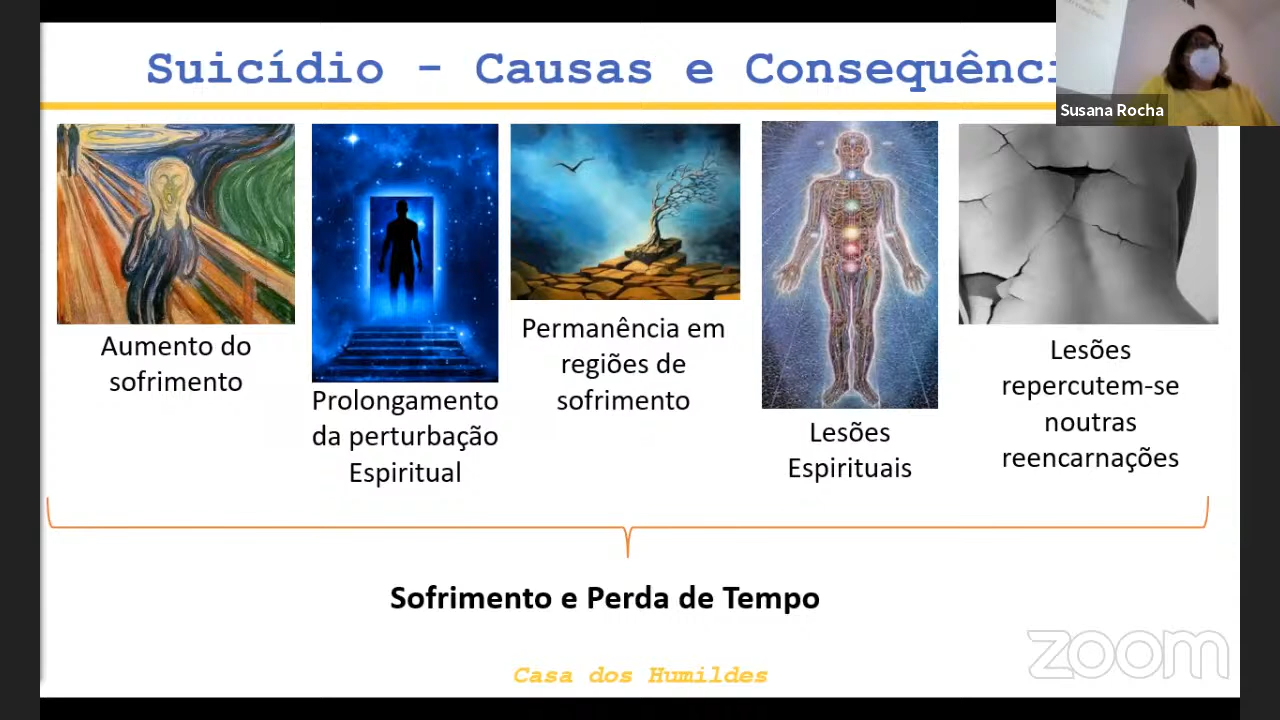 Suicídio - Causas e Consequênci
Susana Rocha
Aumento do
sofrimento
Prolongamento
da perturbação
Espiritual
Permanência em
regiões de
sofrimento
Lesões
Espirituais
Lesões
repercutem-se
noutras
reencarnações
Sofrimento e Perda de Tempo
Casa dos Humildes
zoom